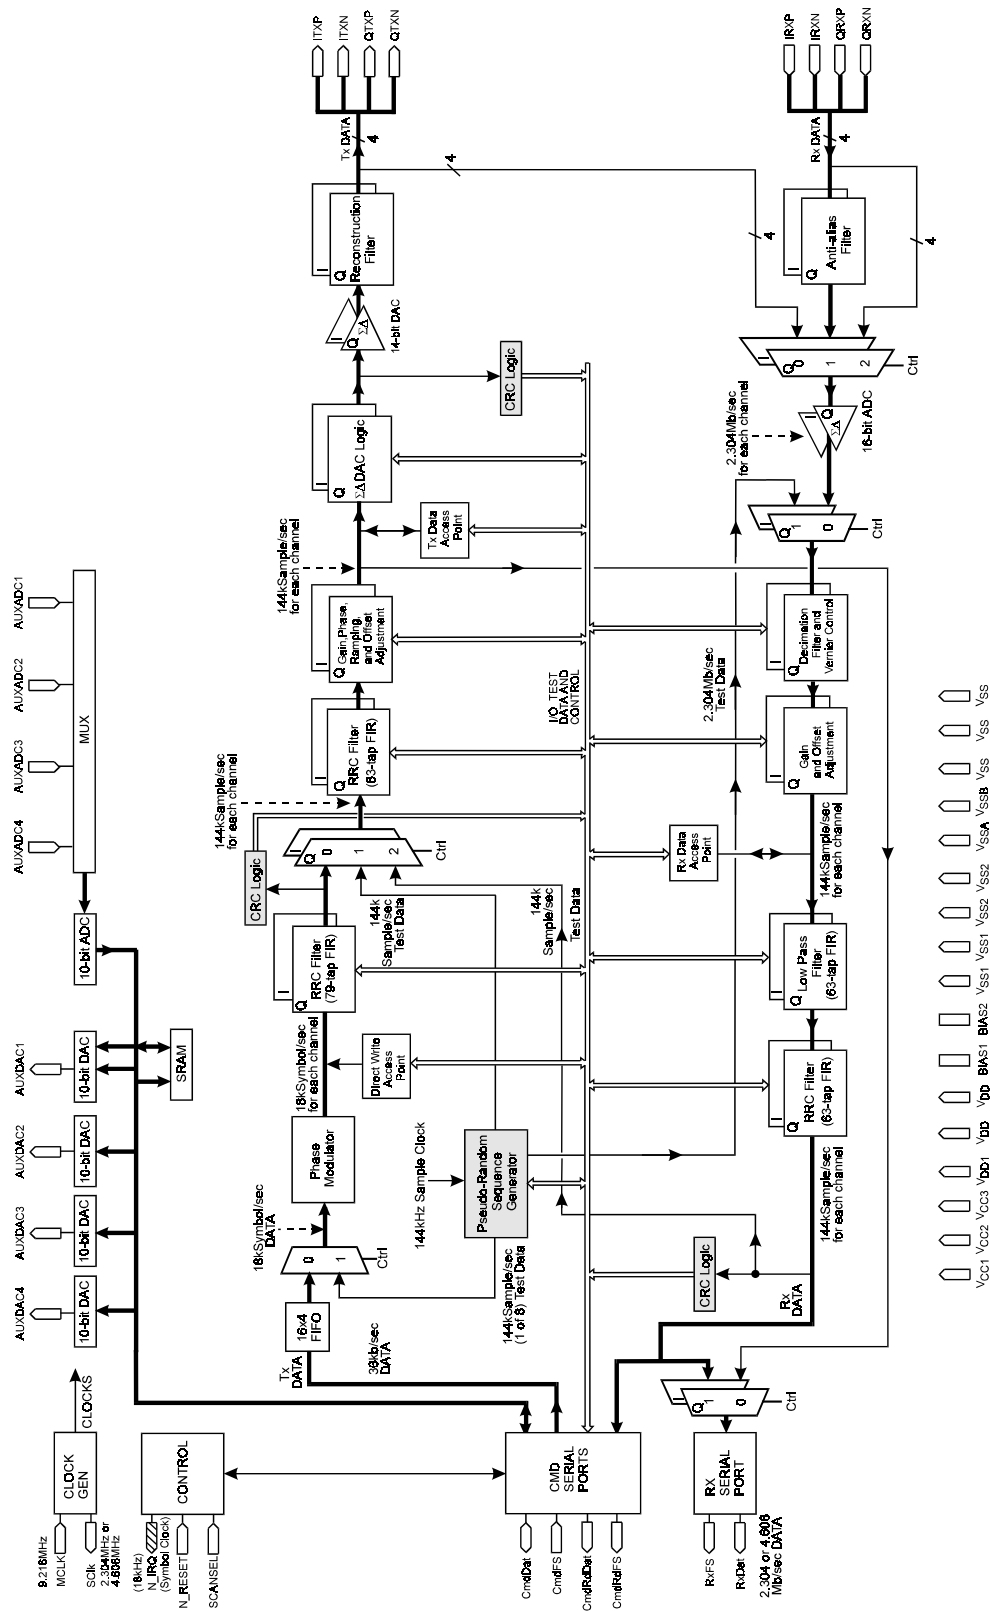 AUXADC4
AUXADC3
AUXADC2
AUXADC1
MUX
10-bit ADC
AUXDAC4
AUXDAC3
AUXDAC2
AUXDAC1
10-bit DAC
10-bit DAC
10-bit DAC
10-bit DAC
SRAM
9.216MHz
MCLK
SClk
2.304MHz or
4.608MHz
CLOCK
GEN
CLOCKS
(18kHz)
N_IRQ
(Symbol Clock)
N_RESET
SCANSEL
CONTROL
CmdDat
CmdFS
CmdRdDat
CmdRdFS
CMD
SERIAL
PORTS
Tx
DATA
36kb/sec
DATA
16x4
FIFO
0
1
Ctrl
18kSymbol/sec
DATA
Phase
Modulator
18kSymbol/sec
for each channel
Direct Write
Access
Point
I
Q
RRC Filter
(79-tap FIR)
CRC Logic
144k
Sample/sec
Test Data
144k
Sample/sec
Test Data
I
Q
0
1
2
Ctrl
144kSample/sec
for each channel
I
Q
RRC Filter
(63-tap FIR)
I
Q
Gain,Phase,
Ramping,
and Offset
Adjustment
144kSample/sec
for each channel
Tx Data
Access
Point
I
Q
ΣΔ DAC Logic
CRC Logic
I
Q
ΣΔ
14-bit DAC
I
Q
Reconstruction
Filter
Tx DATA
4
4
ITXP
ITXN
QTXP
QTXN
144kHz Sample Clock
Pseudo-Random
Sequence
Generator
144kSample/sec
(1 of 8) Test Data
I/O TEST
DATA AND
CONTROL
2.304Mb/sec
Test Data
IRXP
IRXN
QRXP
QRXN
Rx DATA
4
4
4
I
Q
Anti-alias
Filter
I
Q
0
1
2
Ctrl
2.304Mb/sec
for each channel
I
Q
ΣΔ
16-bit ADC
Q
1
0
Ctrl
I
Q
Decimation
Filter and
Vernier Control
I
Q
Gain
and Offset
Adjustment
Rx Data
Access
Point
144kSample/sec
for each channel
I
Q
Low Pass
Filter
(63-tap FIR)
I
Q
RRC Filter
(63-tap FIR)
144kSample/sec
for each channel
CRC Logic
Rx
DATA
I
Q
1
0
Ctrl
RX
SERIAL
PORT
RxFS
RxDat
2.304 or 4.608
Mb/sec DATA
VCC1
VCC2
VCC3
VDD1
VDD
VDD
BIAS1
BIAS2
VSS1
VSS1
VSS2
VSS2
VSSA
VSSB
VSS
VSS
VSS